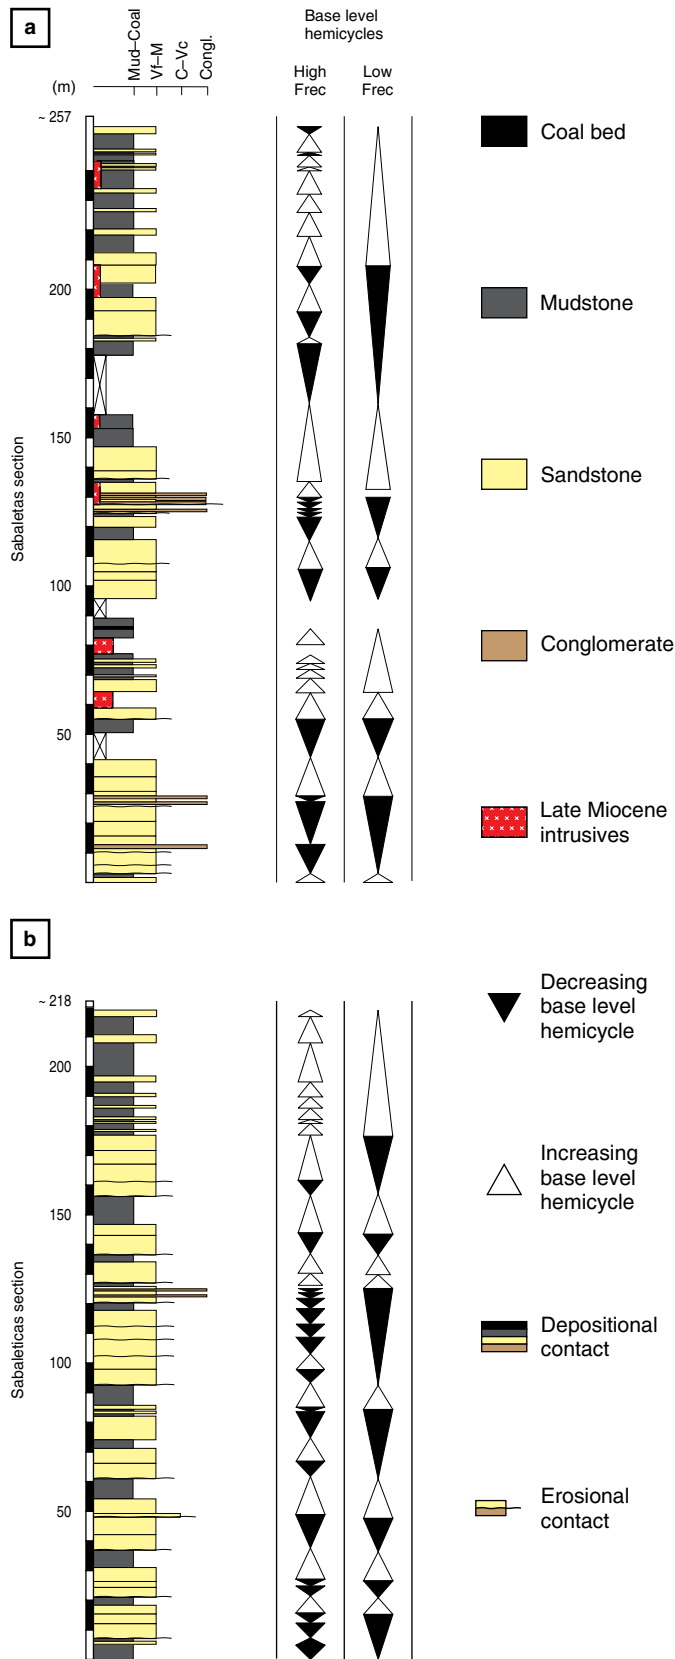 a
Mud–Coal
Vf–M
C–Vc
Congl.
(m)
Base level
hemicycles
High
Frec
Low
Frec
~ 257
200
150
100
50
Sabaletas section
Coal bed
Mudstone
Sandstone
Conglomerate
Late Miocene
intrusives
b
~ 218
200
150
100
50
Sabaleticas section
Decreasing
base level
hemicycle
Increasing
base level
hemicycle
Depositional
contact
Erosional
contact